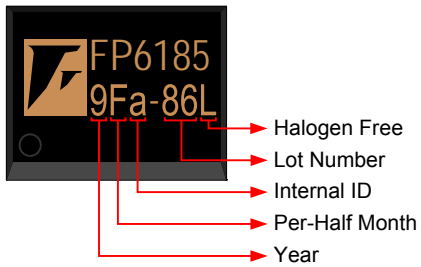 FP6185
9Fa-86L
Halogen Free
Lot Number
Internal ID
Per-Half Month
Year